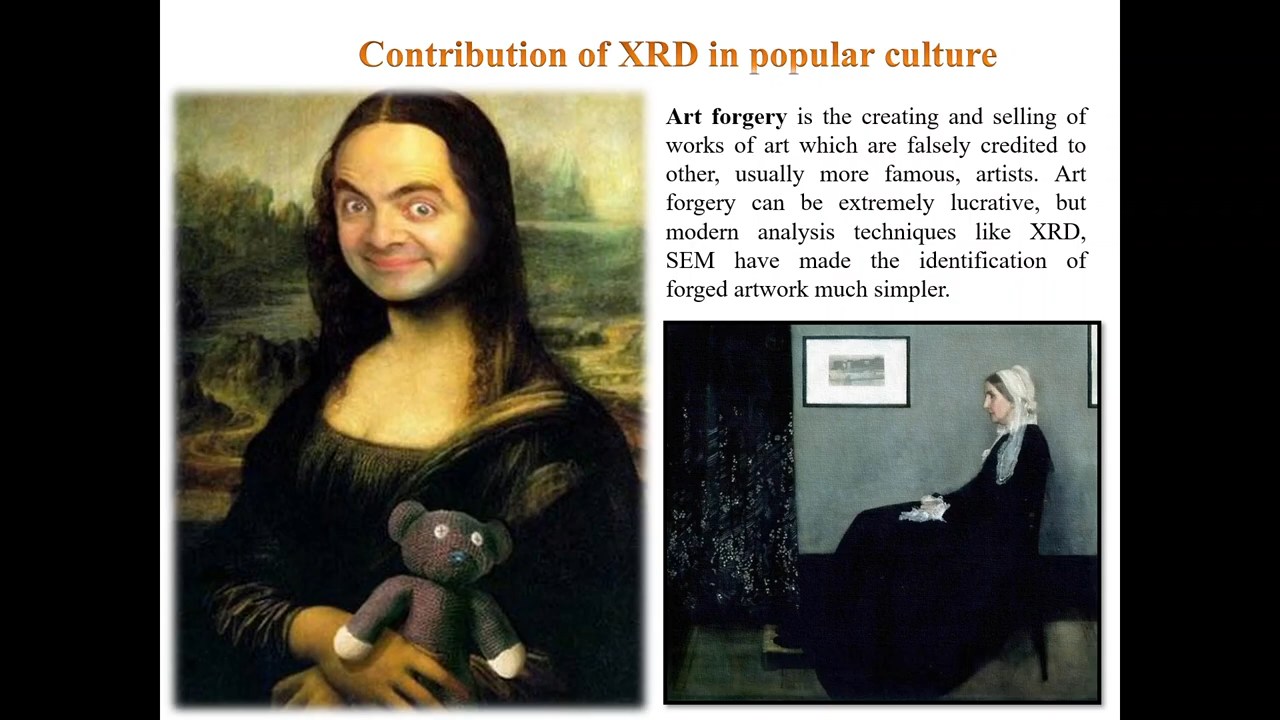 Contribution of XRD in popular culture
Art forgery is the creating and selling of
works of art which are falsely credited to
other, usually more famous, artists. Art
forgery can be extremely lucrative, but
modern analysis techniques like XRD,
SEM have made the identification of
forged artwork much simpler.